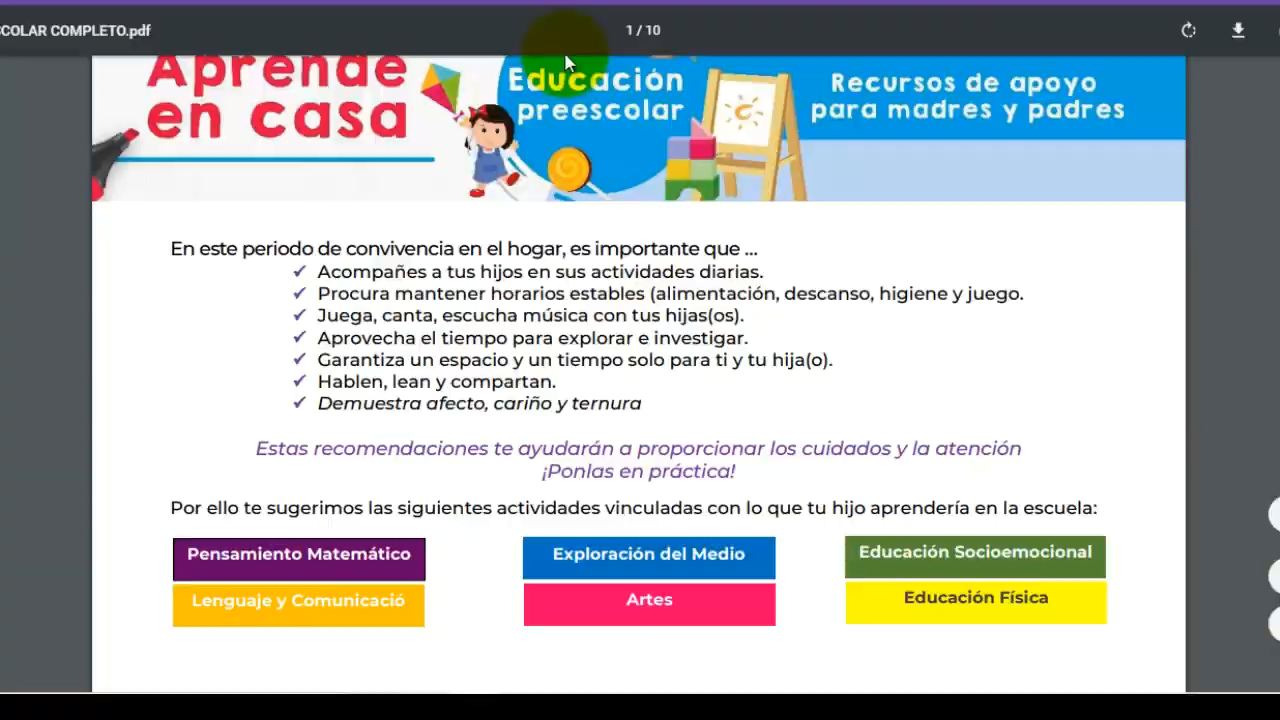 COLAR COMPLETO.pdf
1 / 10
Aprende
en casa
Educación
preescolar
Recursos de apoyo
para madres y padres
En este periodo de convivencia en el hogar, es importante que ...
✓ Acompañes a tus hijos en sus actividades diarias.
✓ Procura mantener horarios estables (alimentación, descanso, higiene y juego.
✓ Juega, canta, escucha música con tus hijas(os).
✓ Aprovecha el tiempo para explorar e investigar.
✓ Garantiza un espacio y un tiempo solo para ti y tu hija(o).
✓ Hablen, lean y compartan.
✓ Demuestra afecto, cariño y ternura
Estas recomendaciones te ayudarán a proporcionar los cuidados y la atención
¡Ponlas en práctica!
Por ello te sugerimos las siguientes actividades vinculadas con lo que tu hijo aprendería en la escuela:
Pensamiento Matemático
Exploración del Medio
Educación Socioemocional
Lenguaje y Comunicació
Artes
Educación Física